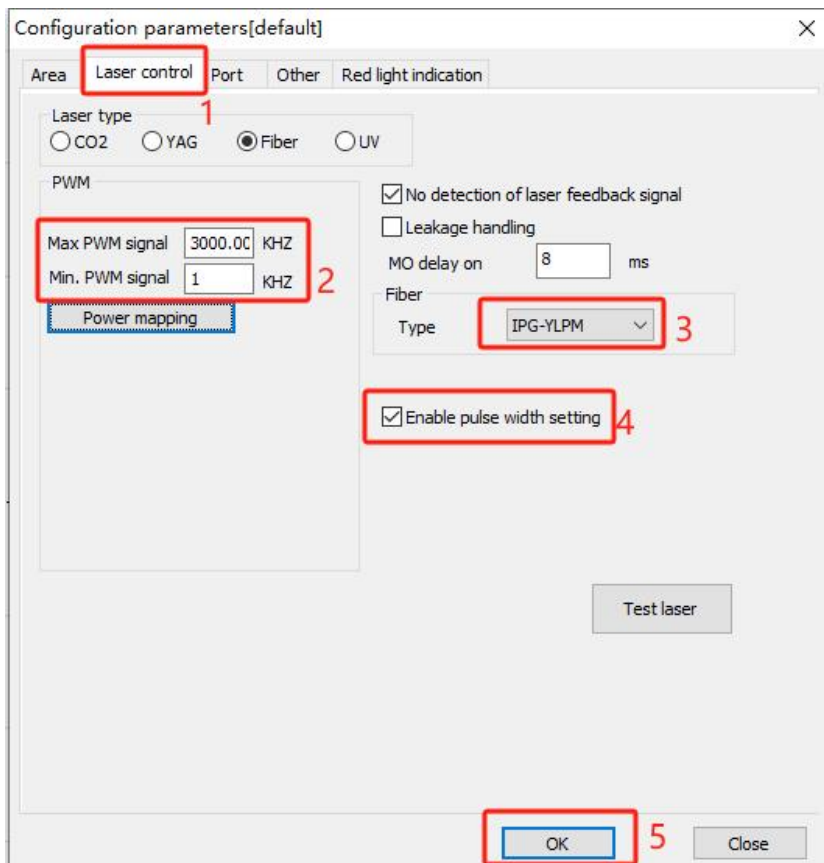 Configuration parameters[default]
Area Laser control Port Other Red light indication
1
Laser type
CO2 YAG Fiber UV
PWM
No detection of laser feedback signal
Leakage handling
Max PWM signal 3000.00 KHZ
Min. PWM signal 1 KHZ
2
MO delay on 8 ms
Power mapping
Fiber
Type IPG-YLPM
3
Enable pulse width setting
4
Test laser
OK
5
Close